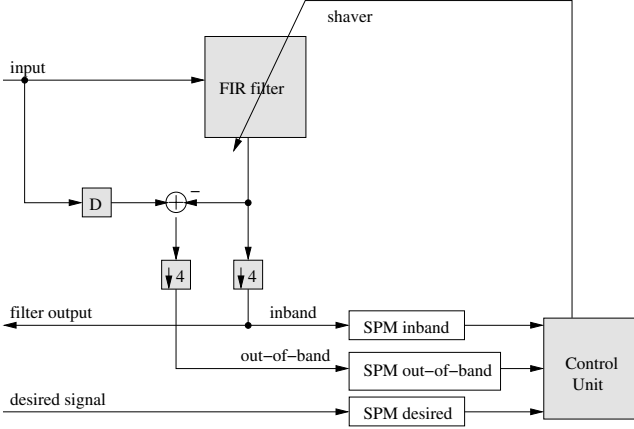 shaver
input
FIR filter
D
−
4
4
filter output
inband
SPM inband
out−of−band
SPM out−of−band
Control
Unit
desired signal
SPM desired